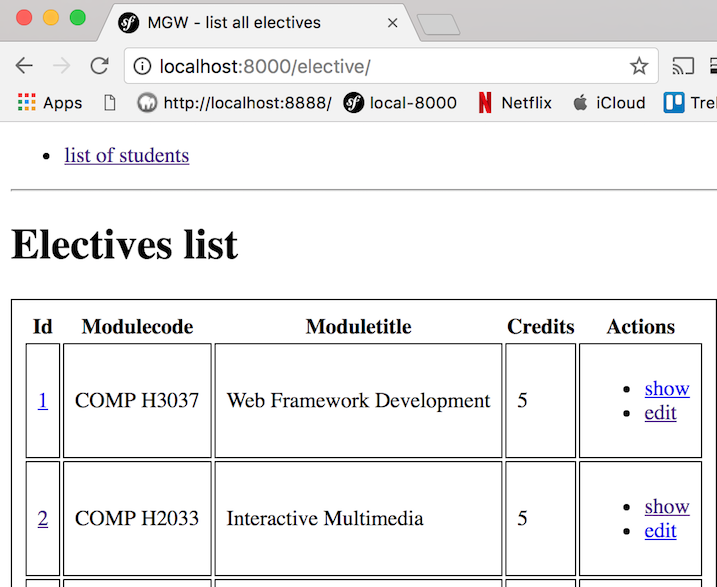 MGW - list all electives
localhost:8000/elective/
Apps http://localhost:8888/ local-8000 Netflix iCloud
list of students
Electives list
Id Modulecode Moduletitle Credits Actions
1 COMP H3037 Web Framework Development 5 show
edit
2 COMP H2033 Interactive Multimedia 5 show
edit